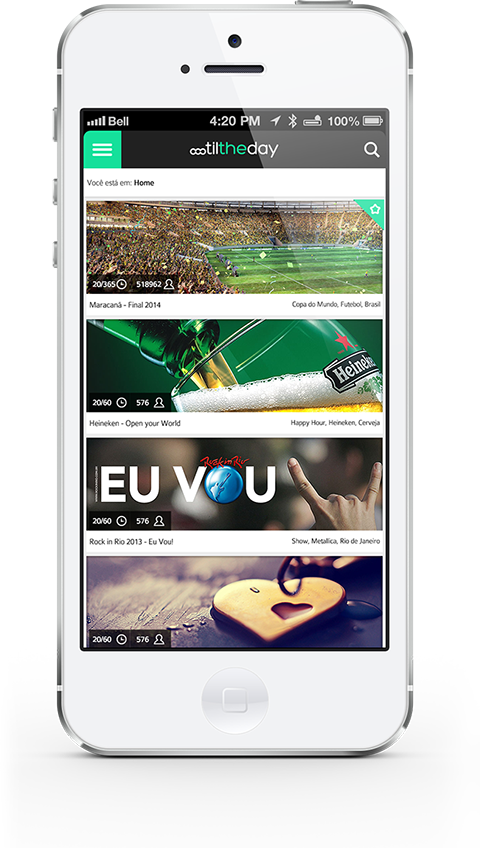 Bell 4:20 PM 100%
tiltheday
Você está em: Home
20/365 518962
Maracanã - Final 2014 Copa do Mundo, Futebol, Brasil
Heineken
20/60 576
Heineken - Open your World Happy Hour, Heineken, Cerveja
Rock in Rio
EU VOU
20/60 576
Rock in Rio 2013 - Eu Vou! Show, Metallica, Rio de Janeiro
20/60 576